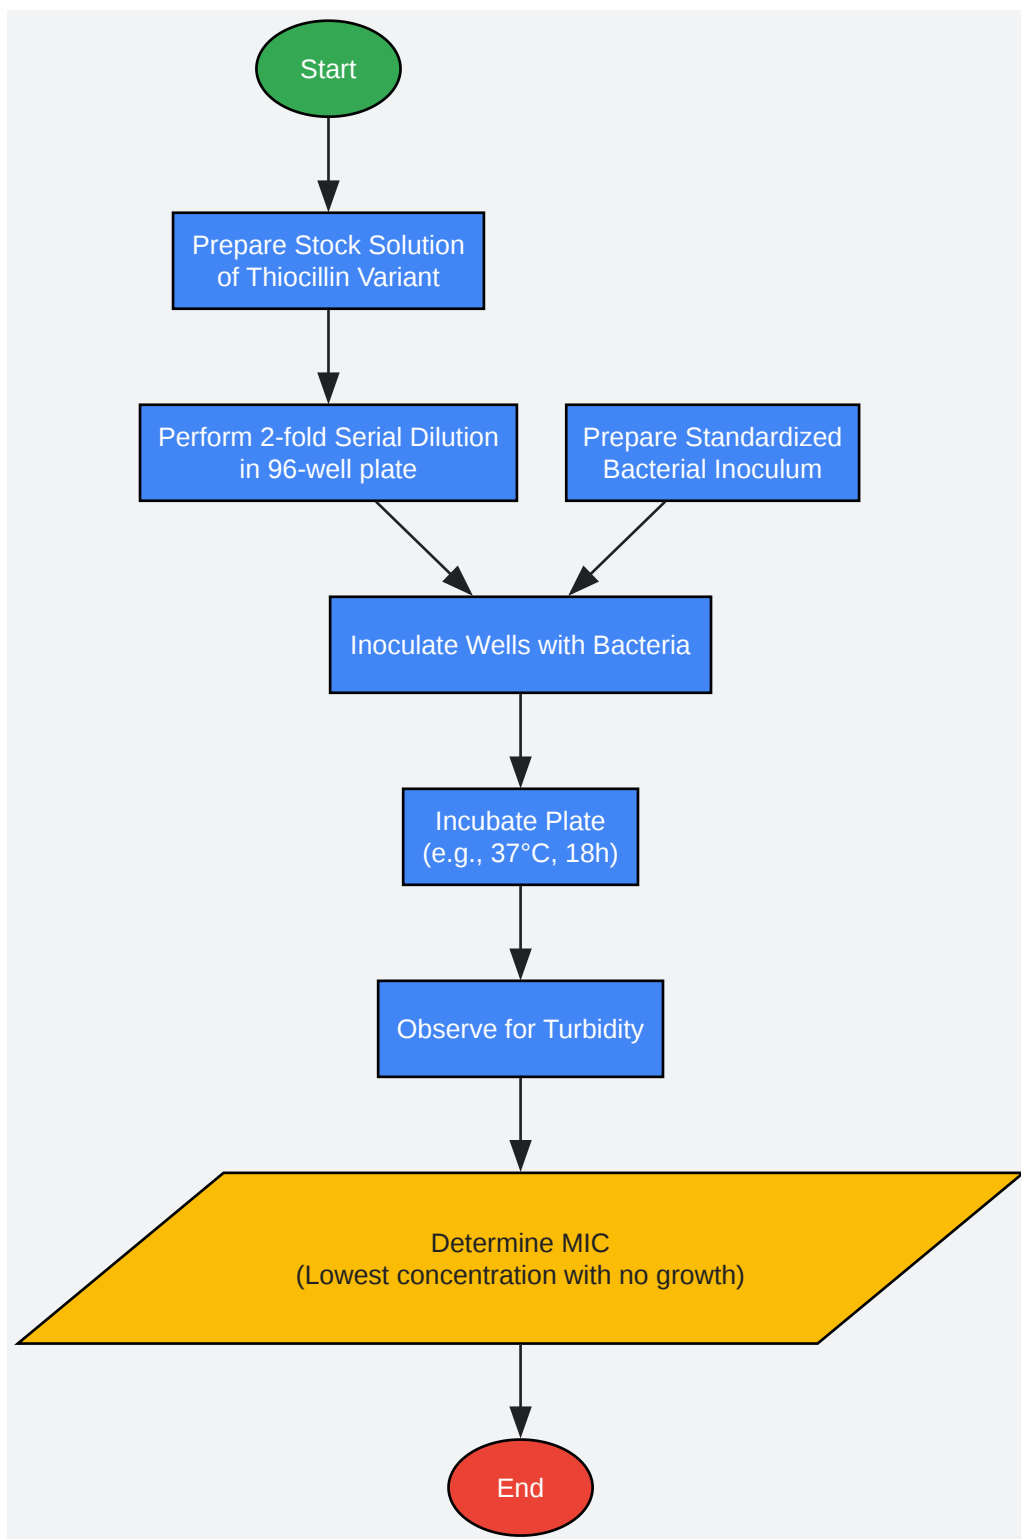 Start
Prepare Stock Solution
of Thiocillin Variant
Perform 2-fold Serial Dilution
in 96-well plate
Prepare Standardized
Bacterial Inoculum
Inoculate Wells with Bacteria
Incubate Plate
(e.g., 37°C, 18h)
Observe for Turbidity
Determine MIC
(Lowest concentration with no growth)
End